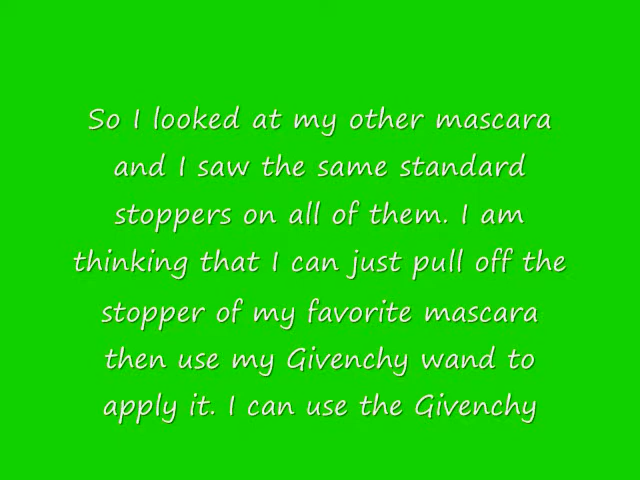 So I looked at my other mascara
and I saw the same standard
stoppers on all of them. I am
thinking that I can just pull off the
stopper of my favorite mascara
then use my Givenchy wand to
apply it. I can use the Givenchy